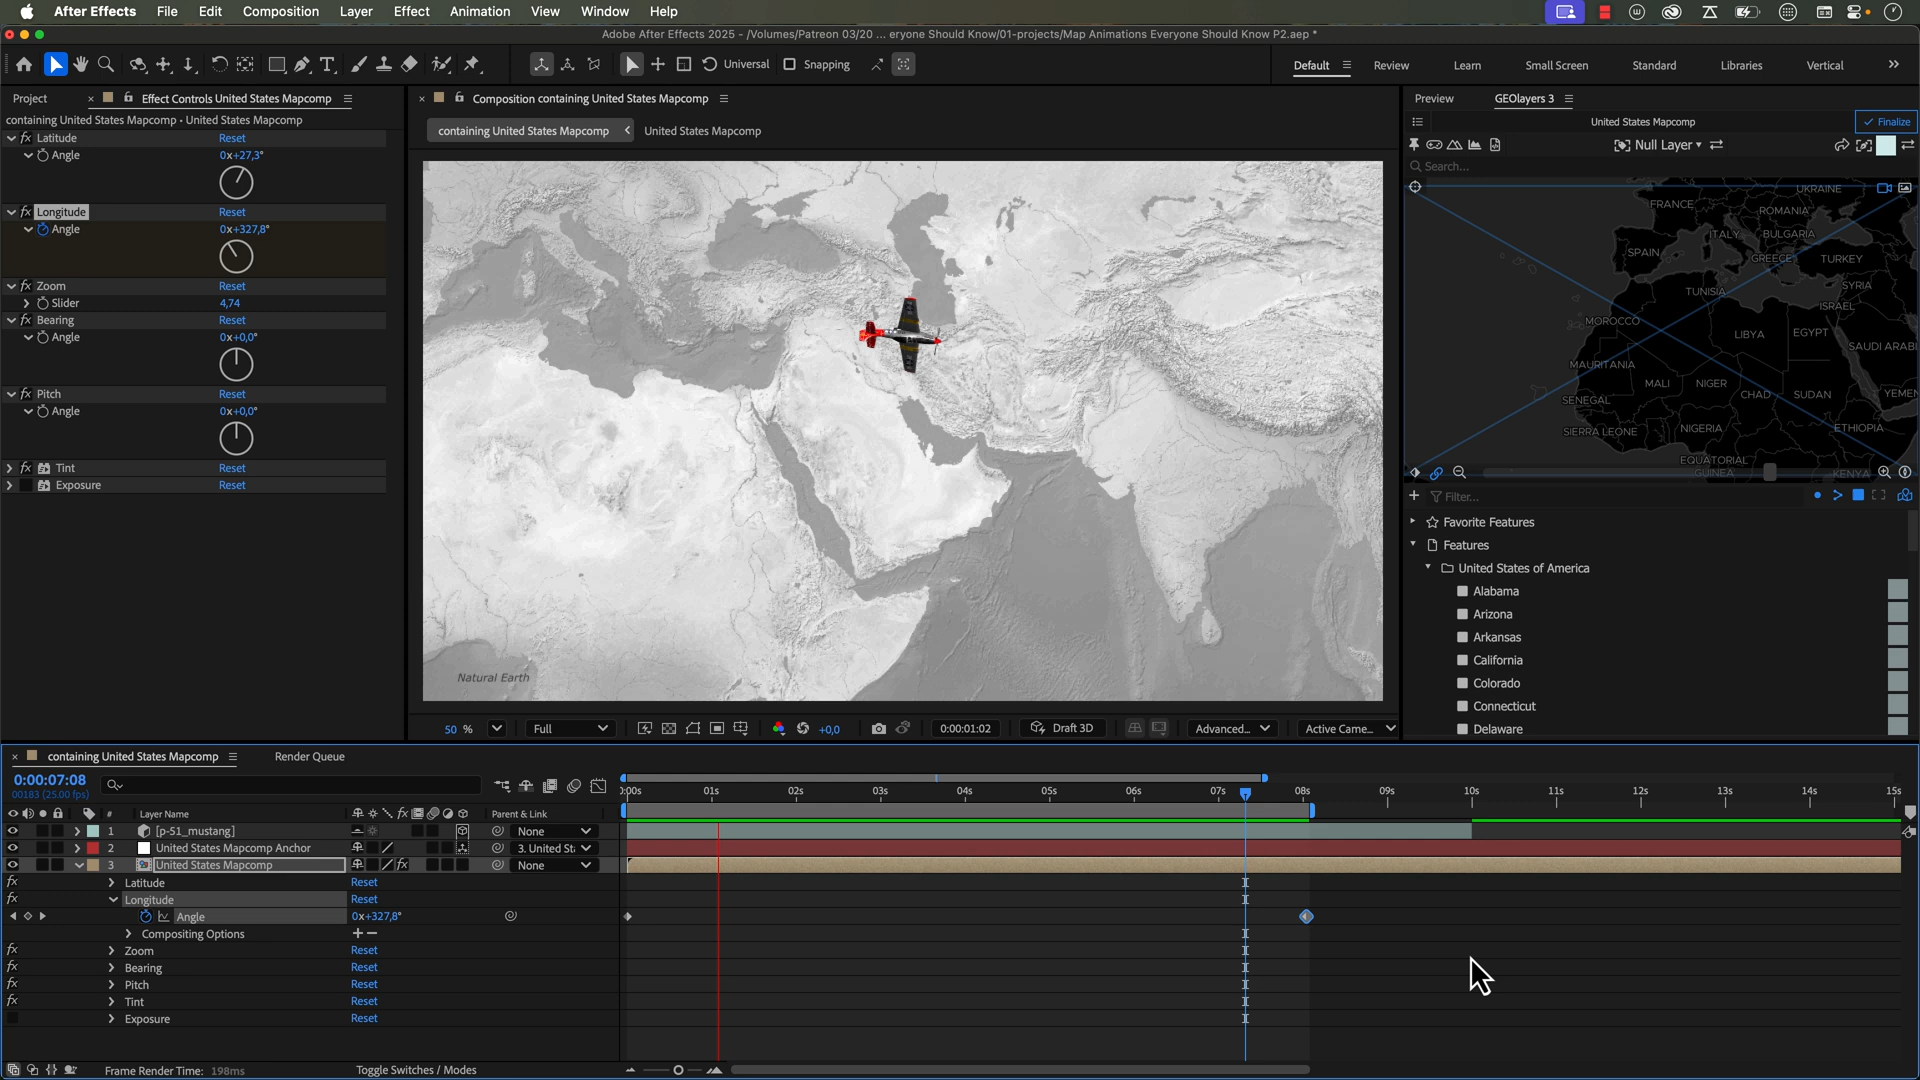 After Effects File Edit Composition Layer Effect Animation View Window Help
Adobe After Effects 2025 - /Volumes/Patreon 03/20 ... eryone Should Know/01-projects/Map Animations Everyone Should Know P2.aep *
Universal Snapping Default Review Learn Small Screen Standard Libraries Vertical
Project Effect Controls United States Mapcomp
containing United States Mapcomp • United States Mapcomp
Latitude Reset
Angle 0x+27,3°
Longitude Reset
Angle 0x+327,8°
Zoom Reset
Slider 4,74
Bearing Reset
Angle 0x+0,0°
Pitch Reset
Angle 0x+0,0°
Tint Reset
Exposure Reset
Composition containing United States Mapcomp
containing United States Mapcomp United States Mapcomp
Natural Earth
50 % Full +0,0 0:00:01:02 Draft 3D Advanced... Active Came...
Preview GEOlayers 3
United States Mapcomp Finalize
Null Layer
Search...
UKRAINE
FRANCE
ROMANIA
ITALY BULGARIA
SPAIN
GREECE TURKEY
SYRIA
TUNISIA
ISRAEL
MOROCCO
LIBYA EGYPT
SAUDI ARABI
MAURITANIA
MALI NIGER
CHAD SUDAN YEMEN
SENEGAL
SIERRA LEONE NIGERIA ETHIOPIA
EQUATORIAL
GUINEA KENYA
Filter...
Favorite Features
Features
United States of America
Alabama
Arizona
Arkansas
California
Colorado
Connecticut
Delaware
containing United States Mapcomp Render Queue
0:00:07:08
00183 (25.00 fps)
:00s 01s 02s 03s 04s 05s 06s 07s 08s 09s 10s 11s 12s 13s 14s 15s
# Layer Name Parent & Link
1 [p-51_mustang] None
2 United States Mapcomp Anchor 3. United St
3 United States Mapcomp None
Latitude Reset
Longitude Reset
Angle 0x+327,8°
Compositing Options
Zoom Reset
Bearing Reset
Pitch Reset
Tint Reset
Exposure Reset
Frame Render Time: 198ms Toggle Switches / Modes